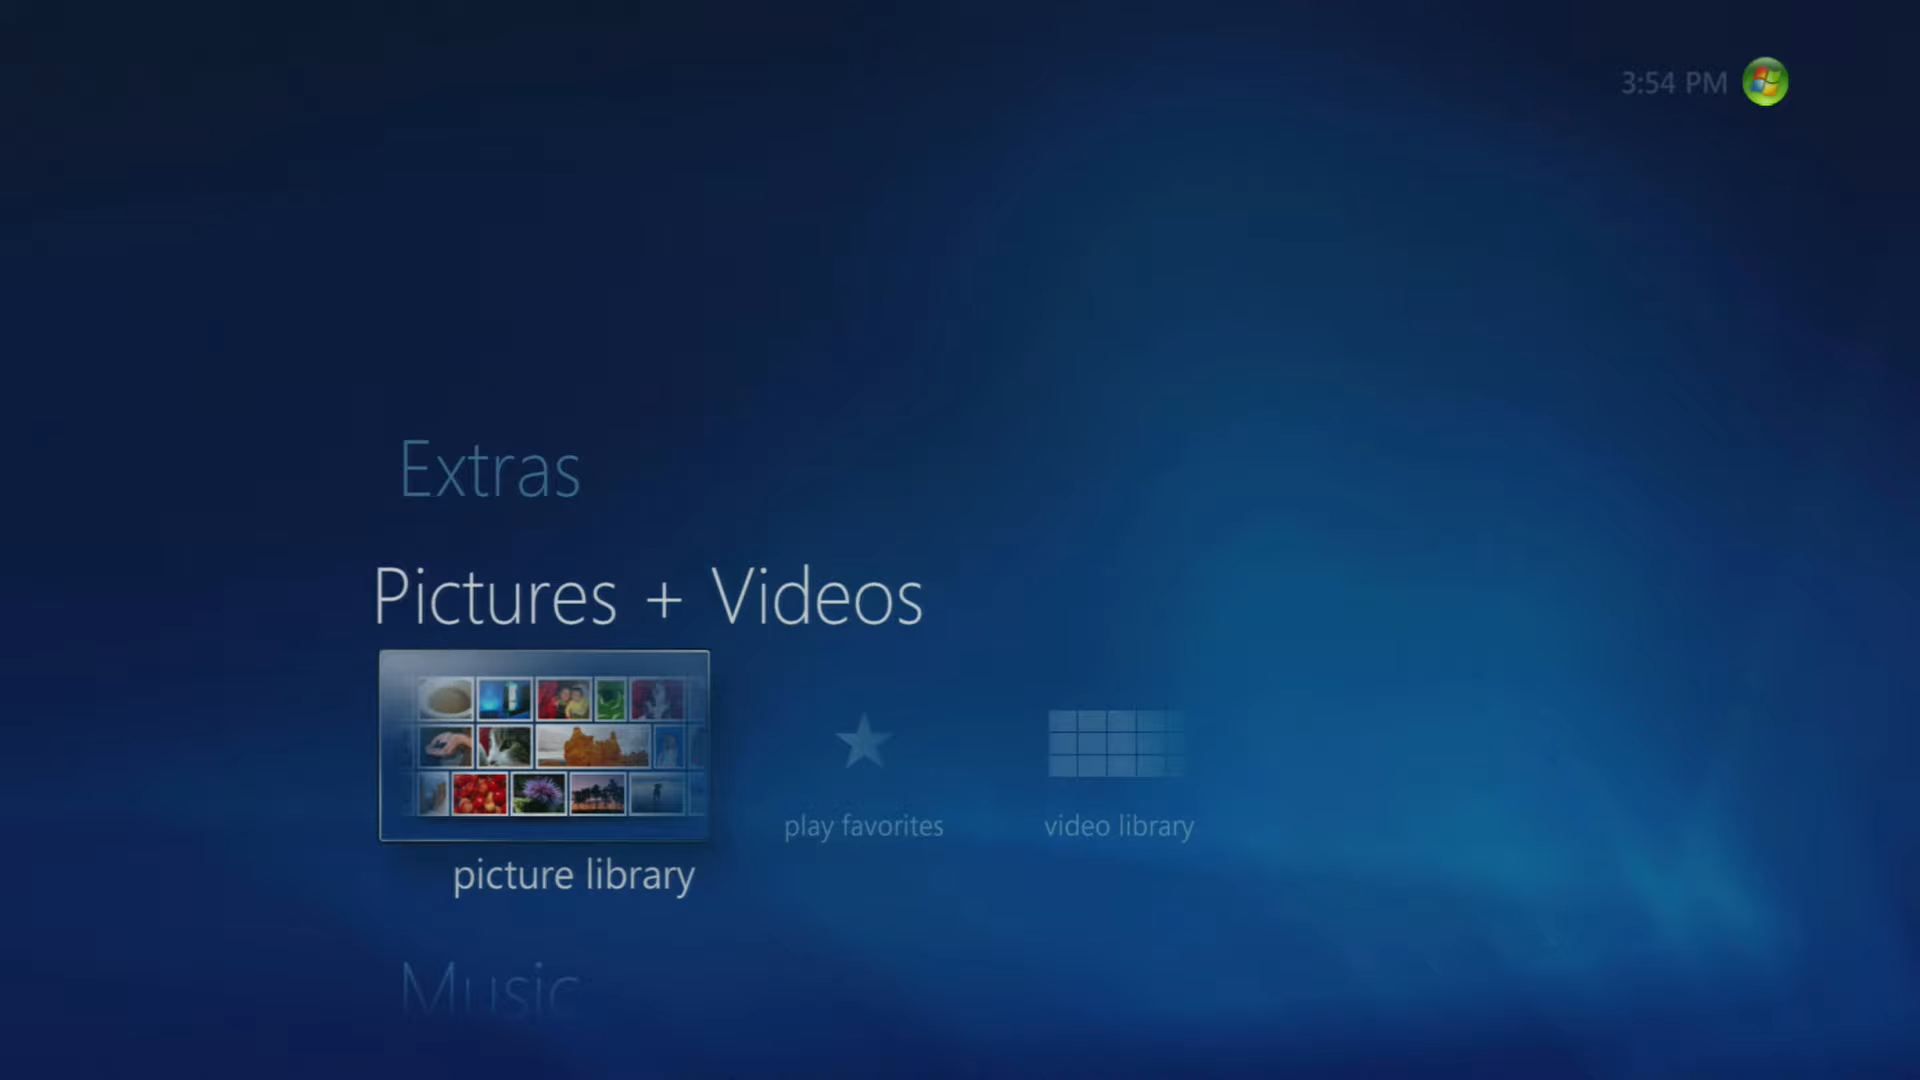 3:54 PM
Extras
Pictures + Videos
play favorites
video library
picture library
Music